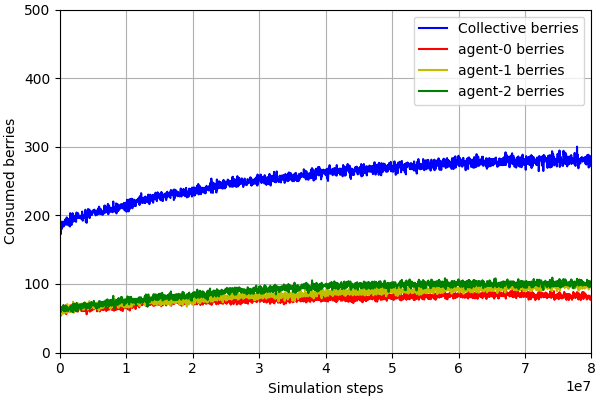 500
400
300
200
100
0
Consumed berries
Collective berries
agent-0 berries
agent-1 berries
agent-2 berries
0 1 2 3 4 5 6 7 8
1e7
Simulation steps